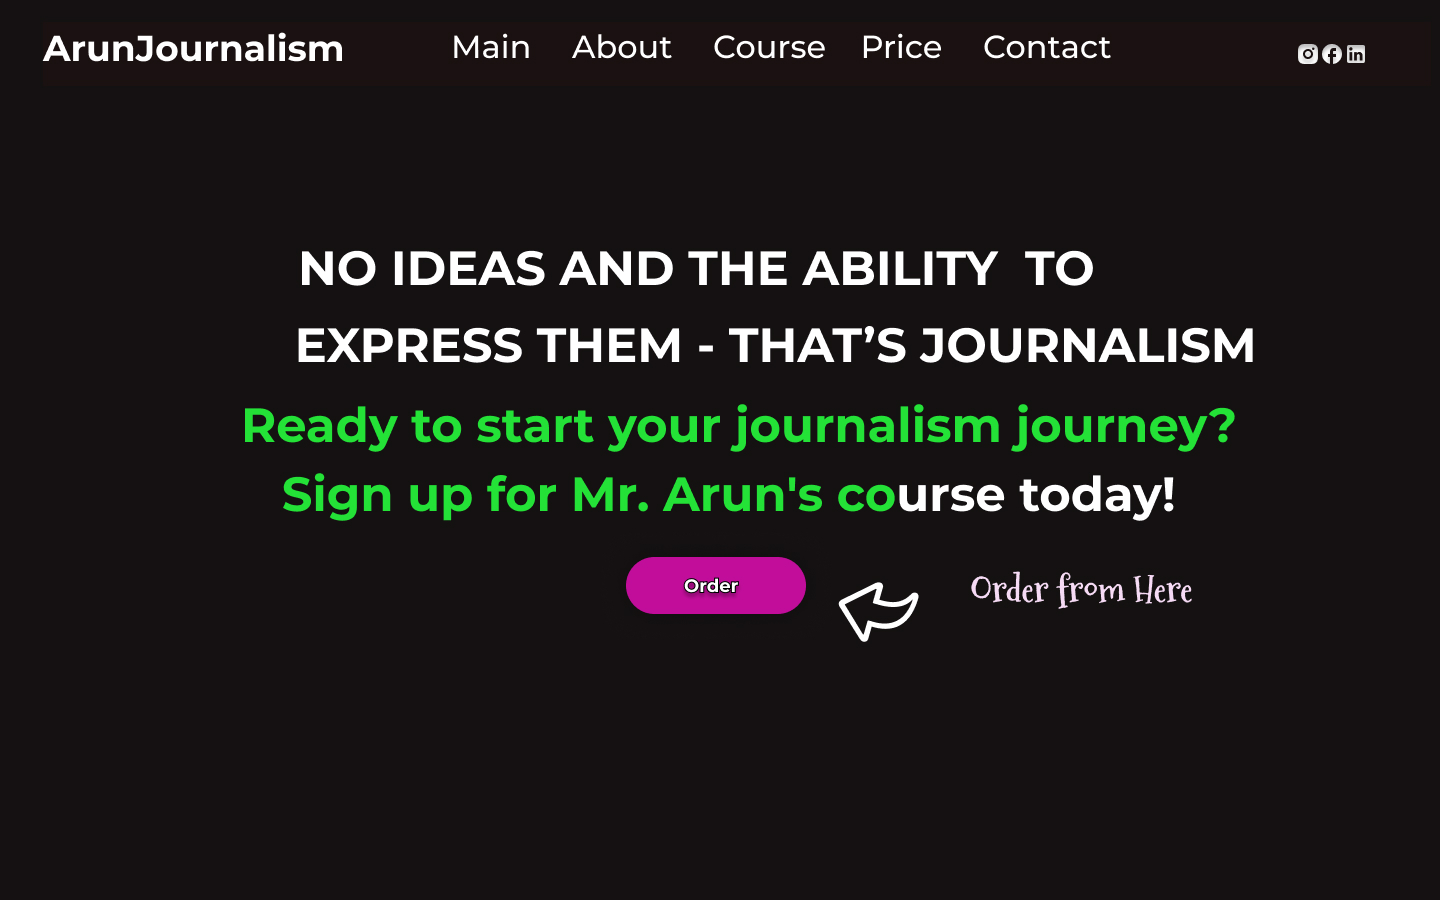 ArunJournalism Main About Course Price Contact
NO IDEAS AND THE ABILITY  TO
EXPRESS THEM - THAT’S JOURNALISM
Ready to start your journalism journey?
Sign up for Mr. Arun's course today!
Order
Order from Here